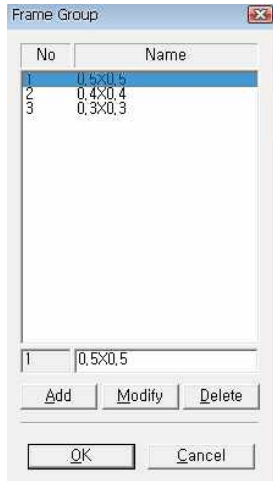 Frame Group
No Name
1 0,5X0,5
2 0,4X0,4
3 0,3X0,3
1 0,5X0,5
Add Modify Delete
OK Cancel